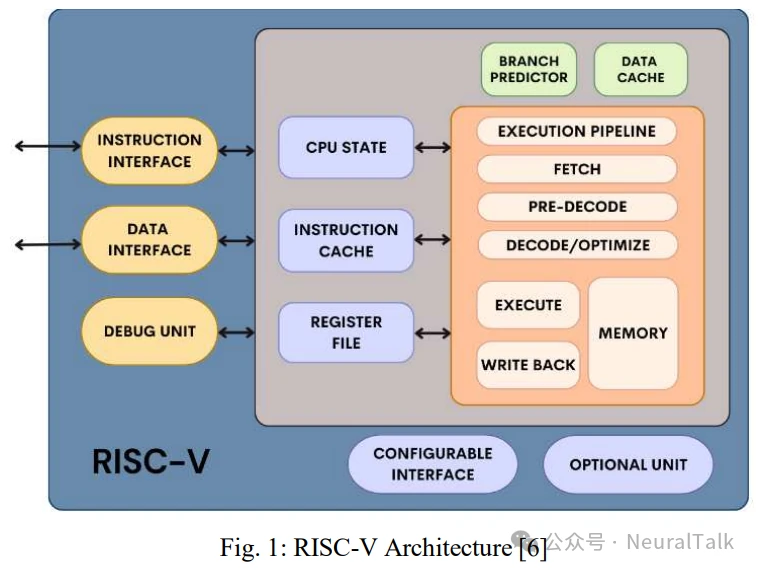 BRANCH
PREDICTOR
DATA
CACHE
INSTRUCTION
INTERFACE
CPU STATE
EXECUTION PIPELINE
FETCH
PRE-DECODE
DATA
INTERFACE
INSTRUCTION
CACHE
DECODE/OPTIMIZE
DEBUG UNIT
REGISTER
FILE
EXECUTE
MEMORY
WRITE BACK
RISC-V
CONFIGURABLE
INTERFACE
OPTIONAL UNIT
Fig. 1: RISC-V Architecture [6]
公众号 · NeuralTalk